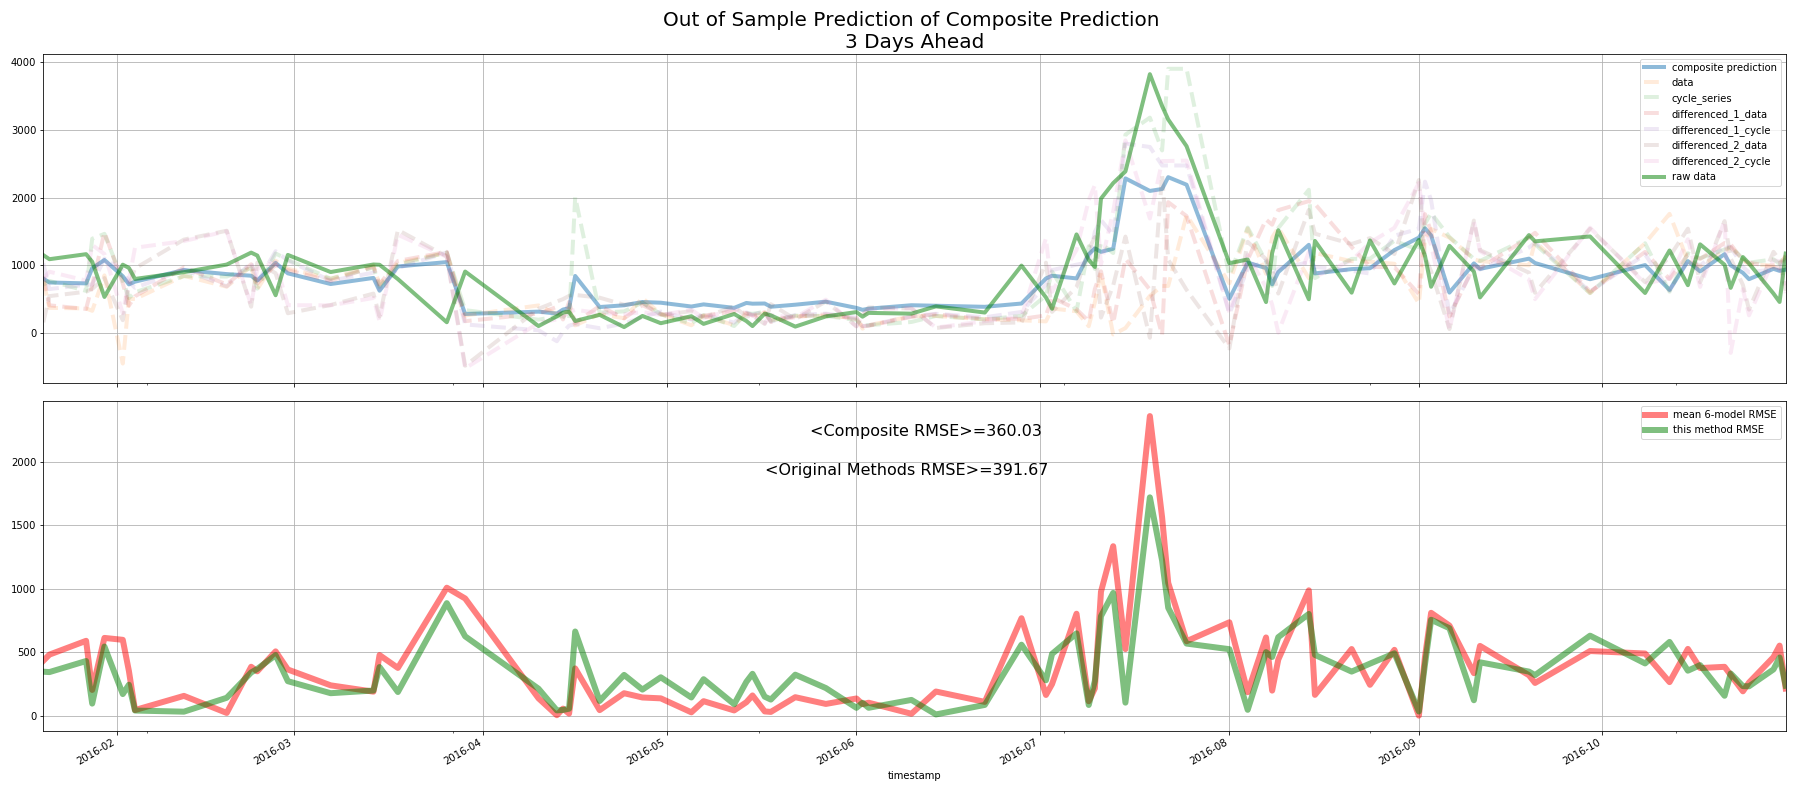 Out of Sample Prediction of Composite Prediction
3 Days Ahead
4000
3000
2000
1000
0
composite prediction
data
cycle_series
differenced_1_data
differenced_1_cycle
differenced_2_data
differenced_2_cycle
raw data
2000
1500
1000
500
0
<Composite RMSE>=360.03
<Original Methods RMSE>=391.67
mean 6-model RMSE
this method RMSE
2016-02
2016-03
2016-04
2016-05
2016-06
2016-07
2016-08
2016-09
2016-10
timestamp